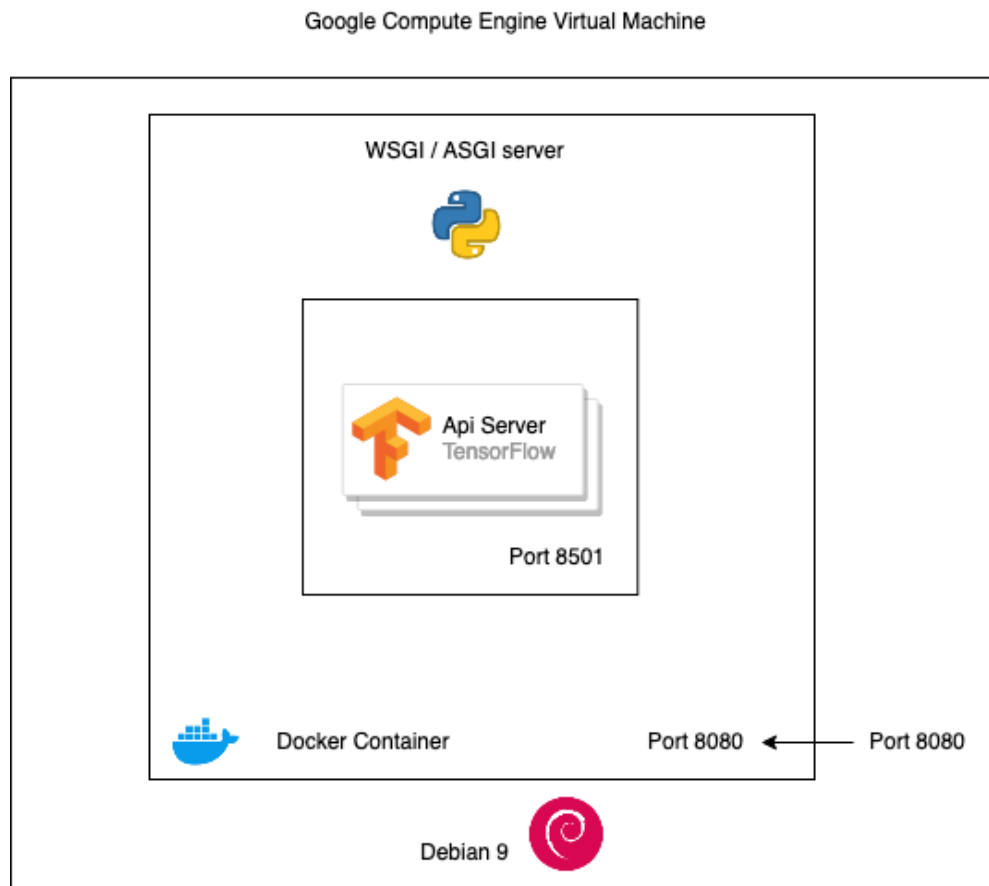 Google Compute Engine Virtual Machine
WSGI / ASGI server
Api Server
TensorFlow
Port 8501
Docker Container
Port 8080
Port 8080
Debian 9